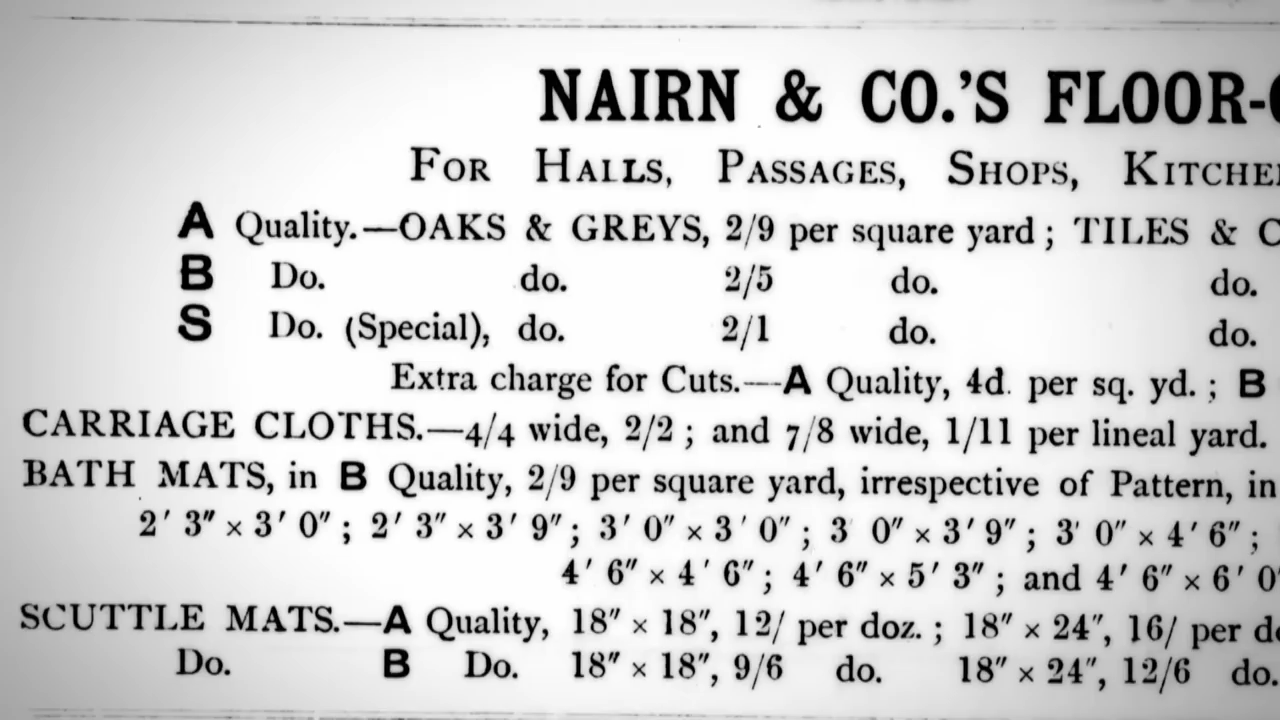 NAIRN & CO.'S FLOOR-
FOR HALLS, PASSAGES, SHOPS,
A Quality.—OAKS & GREYS, 2/9 per square yard; TILES &
B Do. do. 2/5 do. do.
S Do. (Special), do. 2/1 do. do.
Extra charge for Cuts.—A Quality, 4d. per sq. yd.; B
CARRIAGE CLOTHS.—4/4 wide, 2/2; and 7/8 wide, 1/11 per lineal yard.
BATH MATS, in B Quality, 2/9 per square yard, irrespective of Pattern, in
2′ 3″ × 3′ 0″; 2′ 3″ × 3′ 9″; 3′ 0″ × 3′ 0″; 3 0″ × 3′ 9″; 3′ 0″ × 4′ 6″;
4′ 6″ × 4′ 6″; 4′ 6″ × 5′ 3″; and 4′ 6″ × 6′ 0″
SCUTTLE MATS.—A Quality, 18″ × 18″, 12/ per doz.; 18″ × 24″, 16/ per
Do. B Do. 18″ × 18″, 9/6 do. 18″ × 24″, 12/6 do.